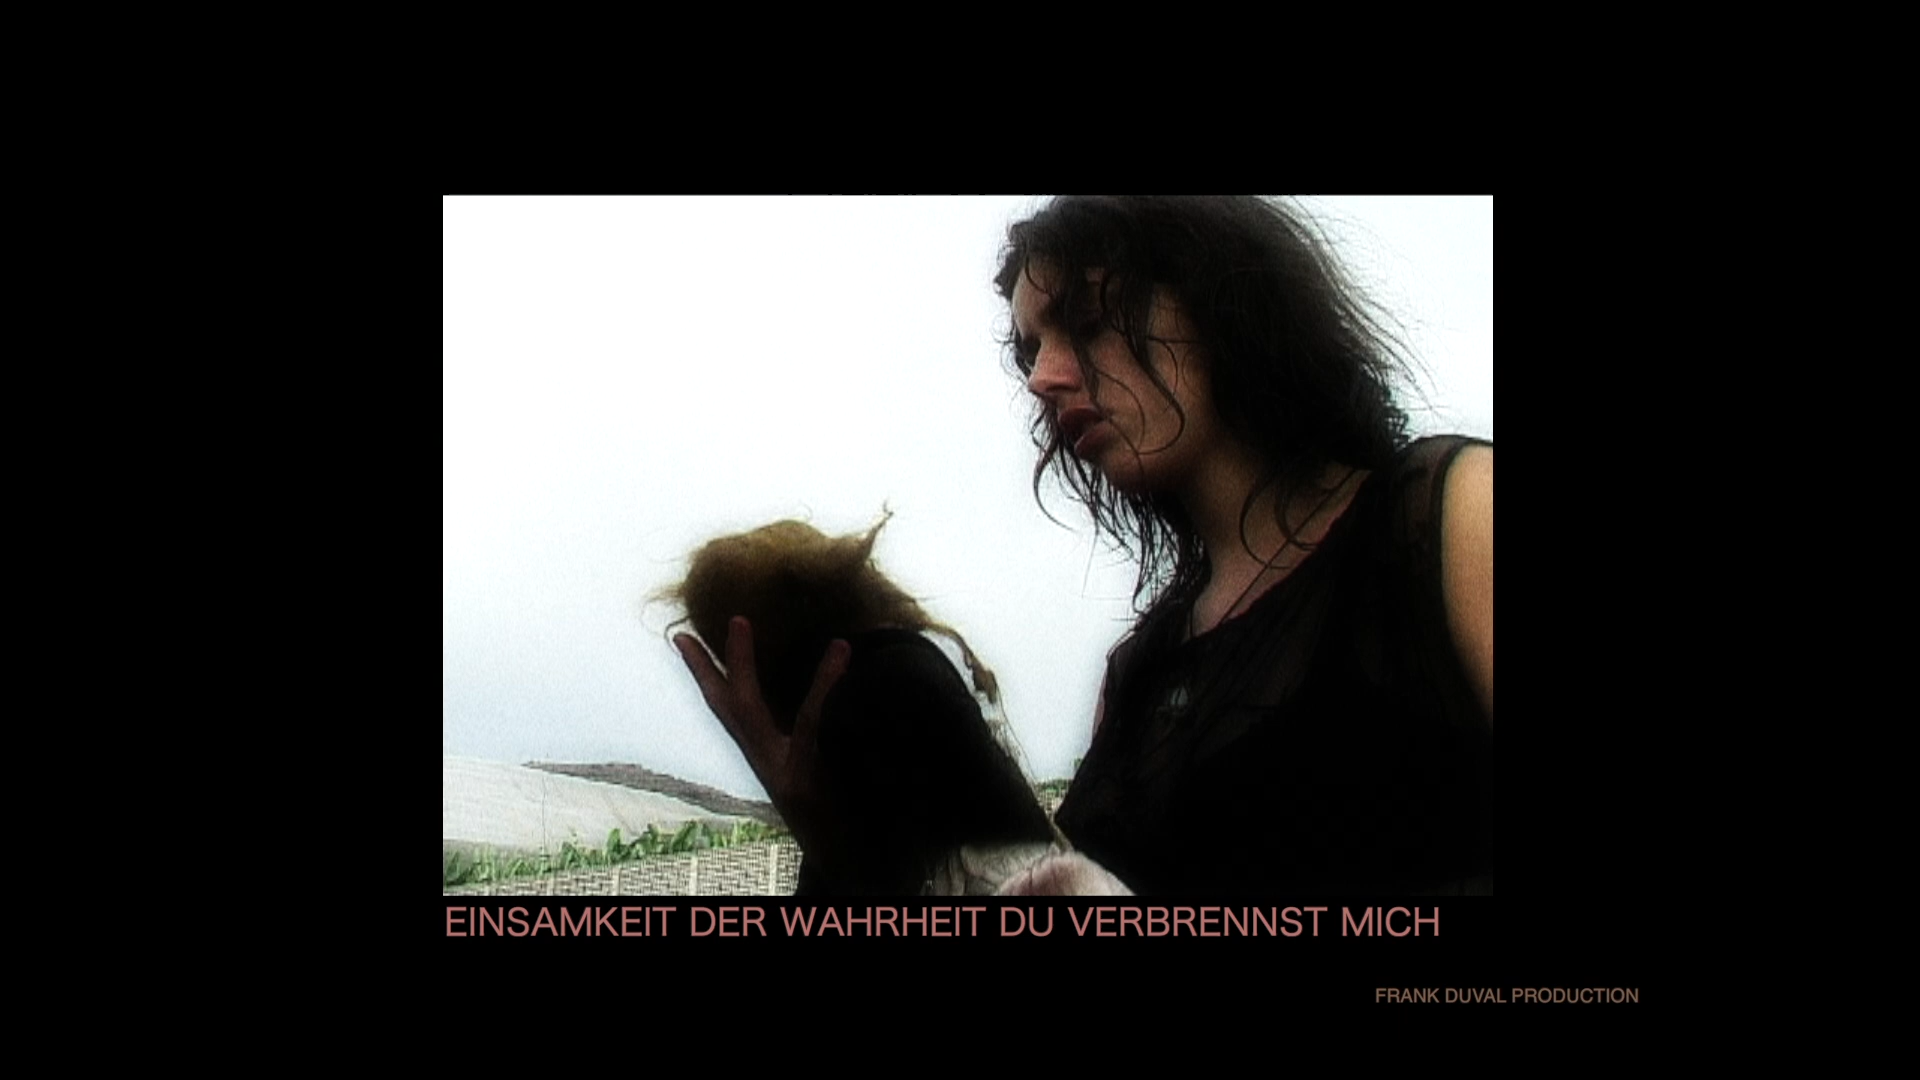 EINSAMKEIT DER WAHRHEIT DU VERBRENNST MICH
FRANK DUVAL PRODUCTION